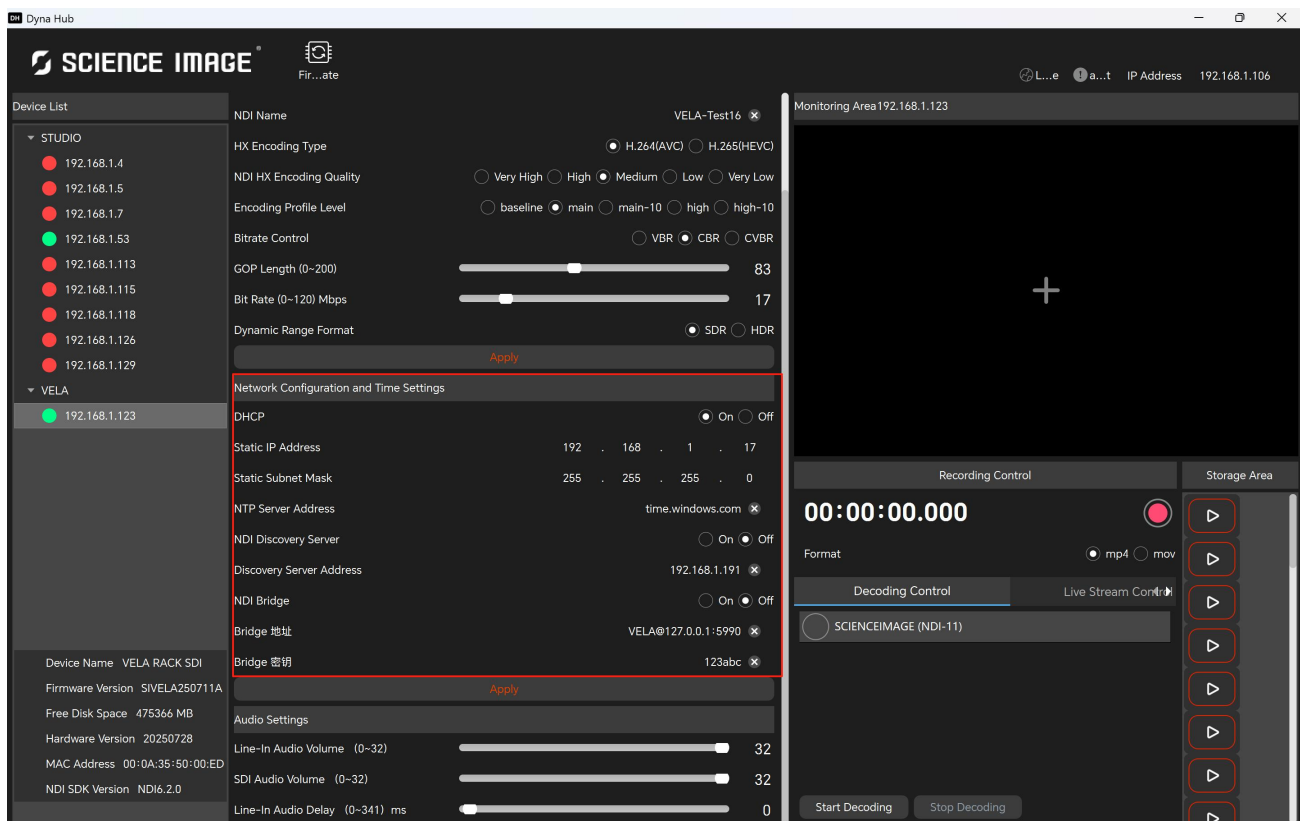 DH Dyna Hub
SCIENCE IMAGE®
Fir...ate
L...e a...t IP Address 192.168.1.106
Device List
STUDIO
192.168.1.4
192.168.1.5
192.168.1.7
192.168.1.53
192.168.1.113
192.168.1.115
192.168.1.118
192.168.1.126
192.168.1.129
VELA
192.168.1.123
Device Name VELA RACK SDI
Firmware Version SIVELA250711A
Free Disk Space 475366 MB
Hardware Version 20250728
MAC Address 00:0A:35:50:00:ED
NDI SDK Version NDI6.2.0
NDI Name VELA-Test16
HX Encoding Type H.264(AVC) H.265(HEVC)
NDI HX Encoding Quality Very High High Medium Low Very Low
Encoding Profile Level baseline main main-10 high high-10
Bitrate Control VBR CBR CVBR
GOP Length (0~200) 83
Bit Rate (0~120) Mbps 17
Dynamic Range Format SDR HDR
Apply
Network Configuration and Time Settings
DHCP On Off
Static IP Address 192 . 168 . 1 . 17
Static Subnet Mask 255 . 255 . 255 . 0
NTP Server Address time.windows.com
NDI Discovery Server On Off
Discovery Server Address 192.168.1.191
NDI Bridge On Off
Bridge 地址 VELA@127.0.0.1:5990
Bridge 密钥 123abc
Apply
Audio Settings
Line-In Audio Volume (0~32) 32
SDI Audio Volume (0~32) 32
Line-In Audio Delay (0~341) ms 0
Monitoring Area192.168.1.123
Recording Control
Storage Area
00:00:00.000
Format mp4 mov
Decoding Control Live Stream Control
SCIENCEIMAGE (NDI-11)
Start Decoding Stop Decoding